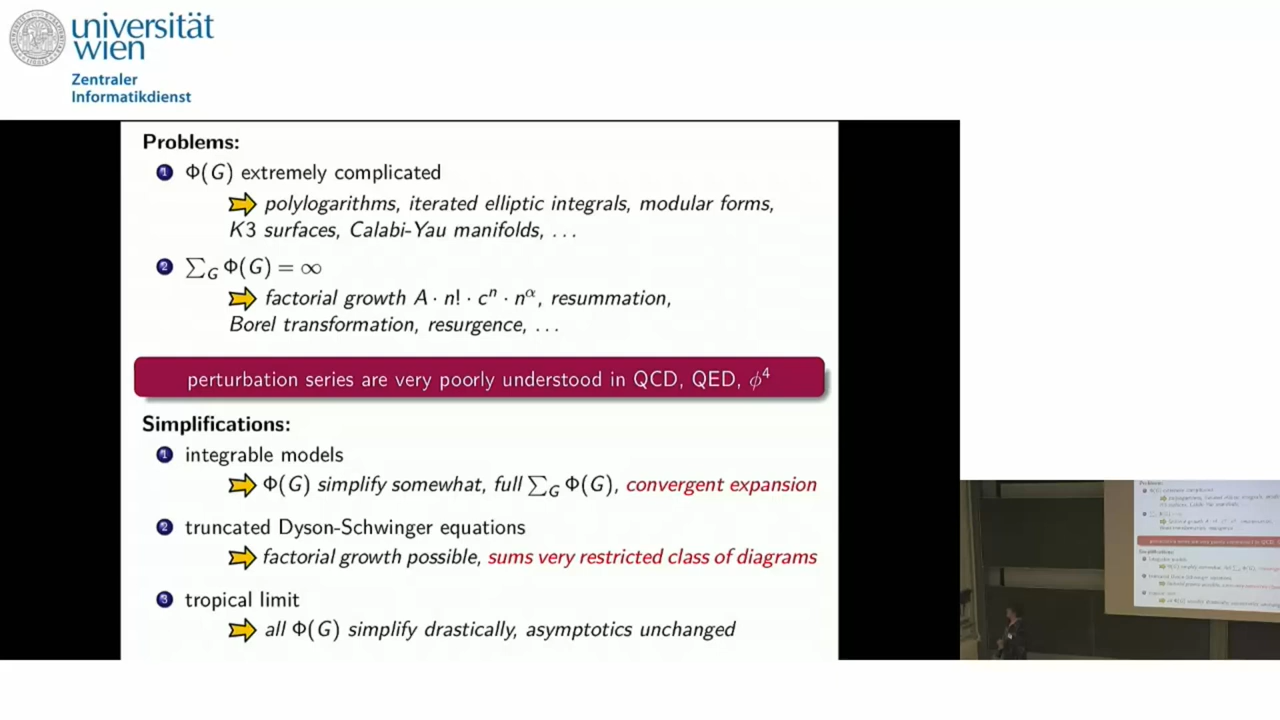 universität
wien
Zentraler
Informatikdienst
Problems:
1 Φ(G) extremely complicated
polylogarithms, iterated elliptic integrals, modular forms,
K3 surfaces, Calabi-Yau manifolds, ...
2 ∑_G Φ(G) = ∞
factorial growth A · n! · cⁿ · n^α, resummation,
Borel transformation, resurgence, ...
perturbation series are very poorly understood in QCD, QED, ϕ⁴
Simplifications:
1 integrable models
Φ(G) simplify somewhat, full ∑_G Φ(G), convergent expansion
2 truncated Dyson-Schwinger equations
factorial growth possible, sums very restricted class of diagrams
3 tropical limit
all Φ(G) simplify drastically, asymptotics unchanged